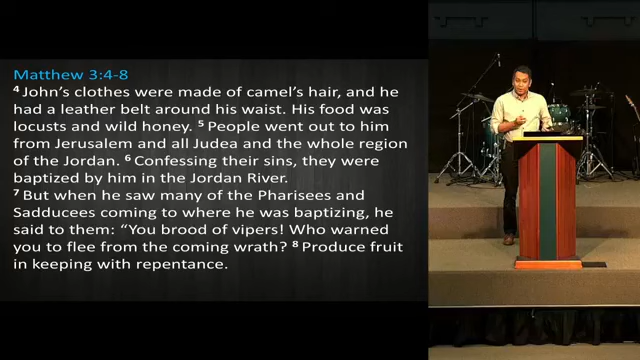 Matthew 3:4-8
4 John's clothes were made of camel's hair, and he
had a leather belt around his waist. His food was
locusts and wild honey. 5 People went out to him
from Jerusalem and all Judea and the whole region
of the Jordan. 6 Confessing their sins, they were
baptized by him in the Jordan River.
7 But when he saw many of the Pharisees and
Sadducees coming to where he was baptizing, he
said to them: “You brood of vipers! Who warned
you to flee from the coming wrath? 8 Produce fruit
in keeping with repentance.